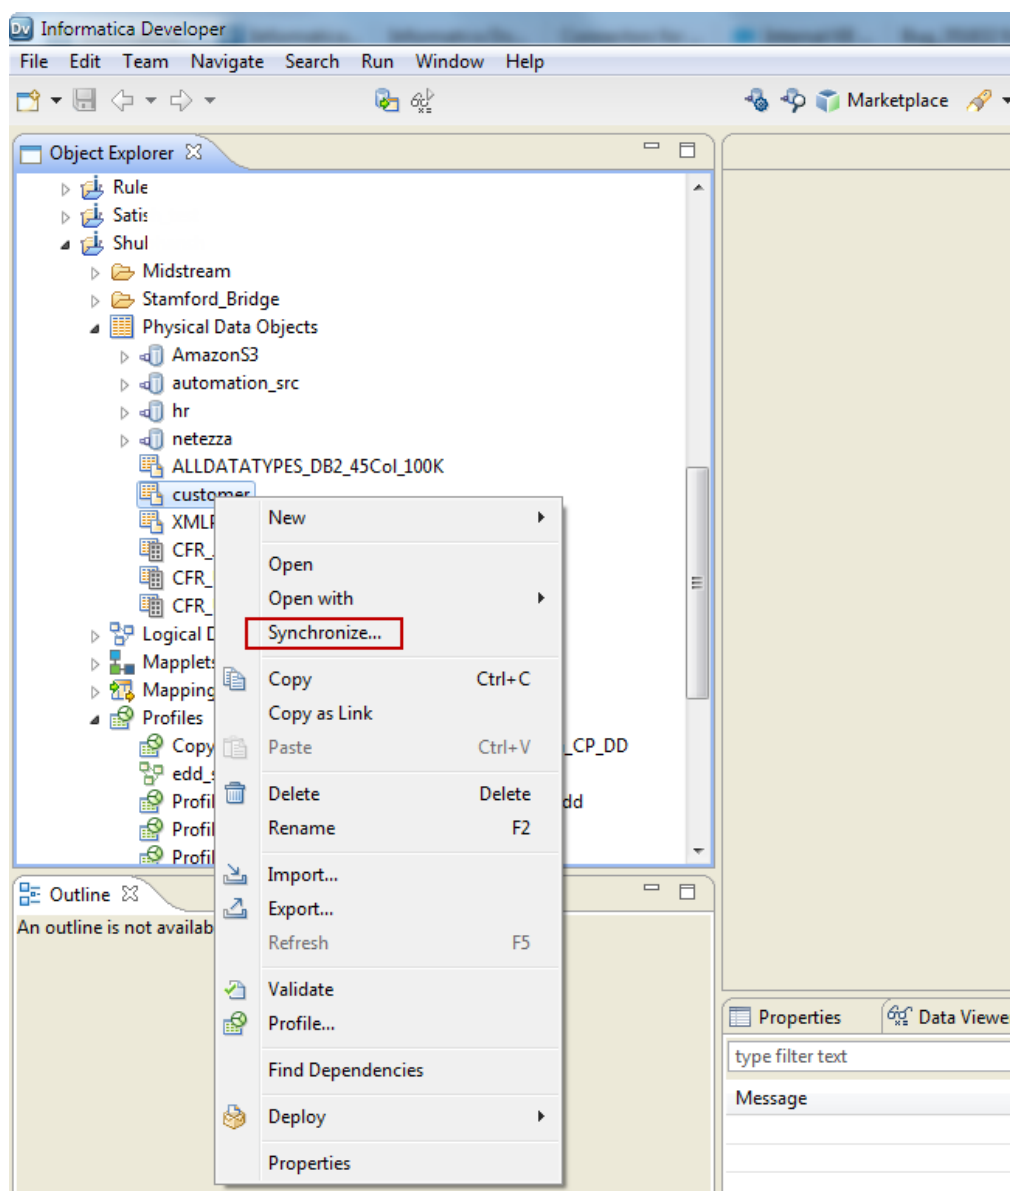 Informatica Developer
File Edit Team Navigate Search Run Window Help
Marketplace
Object Explorer
Rule
Satis
Shul
Midstream
Stamford_Bridge
Physical Data Objects
AmazonS3
automation_src
hr
netezza
ALLDATATYPES_DB2_45Col_100K
customer
XMLF
CFR_
CFR_
CFR_
Logical D
Mapplets
Mapping
Profiles
Copy _CP_DD
edd_s
Profil dd
Profil
Profil
New
Open
Open with
Synchronize...
Copy Ctrl+C
Copy as Link
Paste Ctrl+V
Delete Delete
Rename F2
Import...
Export...
Refresh F5
Validate
Profile...
Find Dependencies
Deploy
Properties
Outline
An outline is not availab
Properties Data Viewe
type filter text
Message